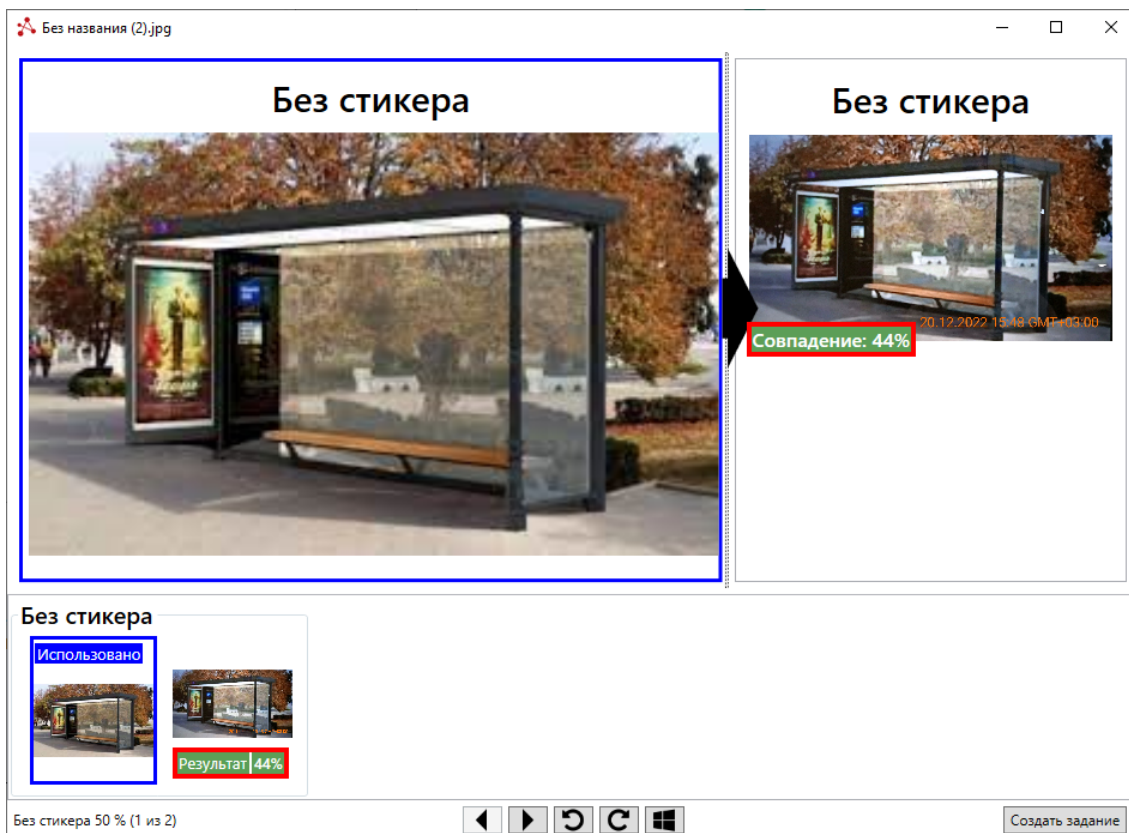 Без названия (2).jpg
Без стикера
Без стикера
20.12.2022 15:48 GMT+03:00
Совпадение: 44%
Без стикера
Использовано
Результат 44%
Без стикера 50 % (1 из 2)
Создать задание